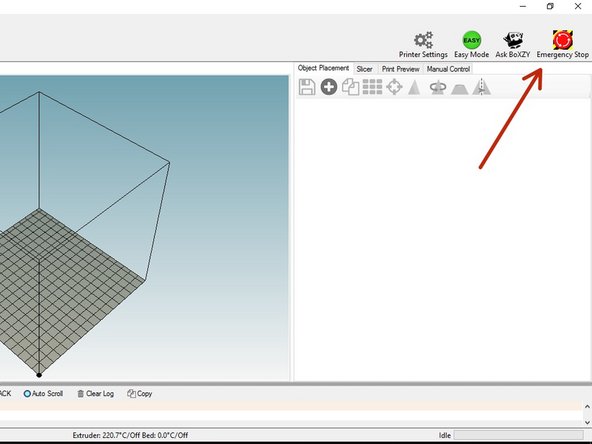 EASY
Printer Settings Easy Mode Ask BoXZY Emergency Stop
Object Placement Slicer Print Preview Manual Control
ACK Auto Scroll Clear Log Copy
Extruder: 220.7°C/Off Bed: 0.0°C/Off Idle